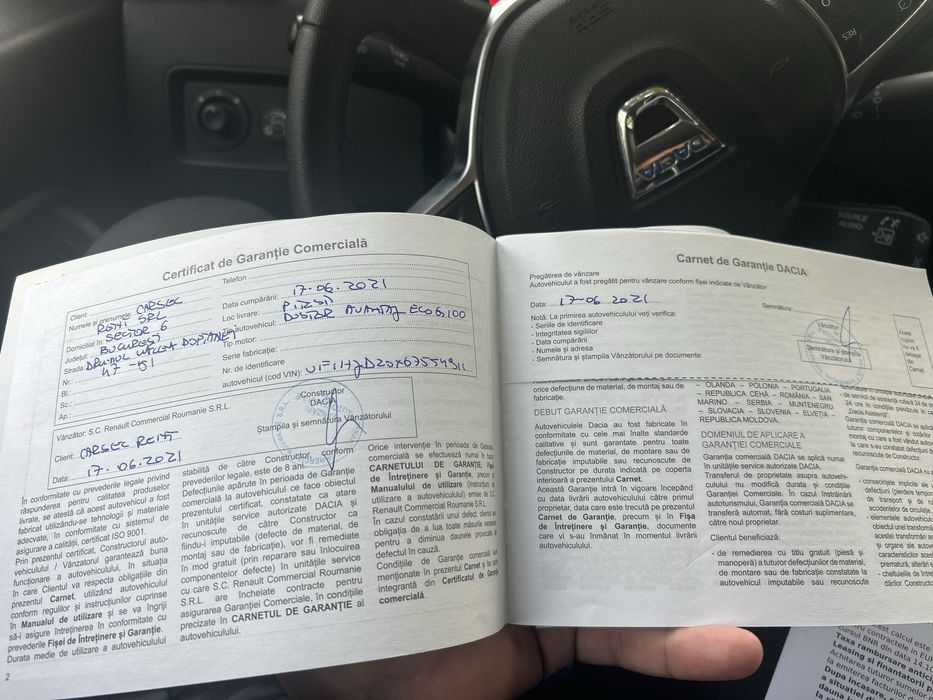 Certificat de Garanție Comercială
Client:
Numele și prenumele: CARSEC
RENT SRL
Domiciliat în: SECTOR 6
Județul: BUCUREȘTI
Strada: DRUMUL VALEA DOFTANEI
Nr.: 47 - 51
Bl.:
Sc.:
Ap.:
Telefon
Data cumpărării: 17.06.2021
Loc livrare:
Tip autovehicul: DUSTER ECO G 100
Tip motor:
Serie fabricație:
Nr. de identificare
autovehicul (cod VIN):
Vânzător: S.C. Renault Commercial Roumanie S.R.L.
Client: CARSEC RENT
Data: 17.06.2021
Constructor
DACIA
Ștampila și semnătura Vânzătorului
În conformitate cu prevederile legale privind
răspunderea pentru calitatea produselor
livrate, se atestă că acest autovehicul a fost
fabricat utilizându-se tehnologii și materiale
adecvate, în conformitate cu sistemul de
asigurare a calității, certificat ISO 9001.
Prin prezentul certificat, Constructorul auto-
vehiculului / Vânzătorul garantează buna
funcționare a autovehiculului, în situația
în care Clientul va respecta obligațiile din
prezentul Carnet, utilizând autovehiculul
conform regulilor și instrucțiunilor cuprinse
în Manualul de utilizare și se va îngriji
să-i asigure întreținerea în conformitate cu
prevederile Fișei de Întreținere și Garanție.
Durata medie de utilizare a autovehiculului
stabilită de către Constructor, conform
prevederilor legale, este de 8 ani.
Defecțiunile apărute în perioada de Garanție
comercială la autovehiculul ce face obiectul
prezentului certificat, constatate ca atare
în unitățile service autorizate DACIA și
recunoscute de către Constructor ca
fiindu-i imputabile (defecte de material, de
montaj sau de fabricație), vor fi remediate
în mod gratuit (prin reparare sau înlocuirea
componentelor defecte) în unitățile service
cu care S.C. Renault Commercial Roumanie
S.R.L. are încheiate contracte pentru
asigurarea Garanției Comerciale, în condițiile
precizate în CARNETUL DE GARANȚIE al
autovehiculului.
Orice intervenție în perioada de Garanție
comercială se efectuează numai în baza
CARNETULUI DE GARANȚIE, Fișei
de Întreținere și Garanție, precum și
Manualului de utilizare (Instrucțiuni de
utilizare a autovehiculului) emise de S.C.
Renault Commercial Roumanie S.R.L.
În cazul constatării unui defect, clientul are
obligația de a lua toate măsurile necesare
pentru a diminua daunele provocate de
defectul în cauză.
Condițiile de Garanție comercială sunt
menționate în prezentul Carnet și fac parte
integrantă din Certificatul de Garanție
comercială.
2
Carnet de Garanție DACIA
Pregătirea de vânzare
Autovehiculul a fost pregătit pentru vânzare conform fișei indicate de Vânzător
Data: 17-06 2021
Semnătura:
Notă: La primirea autovehiculului veți verifica:
- Seriile de identificare
- Integritatea sigiliilor
- Data cumpărării
- Numele și adresa
- Semnătura și ștampila Vânzătorului pe documente
Vânzător
Semnătura și ștampila
Vânzătorului
Acest
cupon
nu va fi
detașat
din
Carnet
orice defecțiune de material, de montaj sau de
fabricație.
DEBUT GARANȚIE COMERCIALĂ
Autovehiculele Dacia au fost fabricate în
conformitate cu cele mai înalte standarde
calitative și sunt garantate pentru toate
defecțiunile de material, de montare sau de
fabricație imputabile sau recunoscute de
Constructor pe durata indicată pe coperta
interioară a prezentului Carnet.
Această Garanție intră în vigoare începând
cu data livrării autovehiculului către primul
proprietar, data care este trecută pe prezentul
Carnet de Garanție, precum și în Fișa
de Întreținere și Garanție, document
care vi s-au înmânat în momentul livrării
autovehiculului.
- OLANDA - POLONIA - PORTUGALIA
- REPUBLICA CEHĂ - ROMÂNIA - SAN
MARINO - SERBIA - MUNTENEGRU
- SLOVACIA - SLOVENIA - ELVEȚIA -
REPUBLICA MOLDOVA.
DOMENIUL DE APLICARE A
GARANȚIEI COMERCIALE
Garanția comercială DACIA se aplică numai
în unitățile service autorizate DACIA.
Transferul de proprietate asupra autovehi-
culului nu modifică durata și condițiile
Garanției Comerciale. În cazul înstrăinării
autoturismului, Garanția comercială DACIA se
transferă automat, fără costuri suplimentare
către noul proprietar.
Clientul beneficiază:
- de remedierea cu titlu gratuit (piesă și
manoperă) a tuturor defecțiunilor de material,
de montare sau de fabricație constatate la
autovehicul imputabile sau recunoscute
DACIA
SOURCE
AUDIO
RES